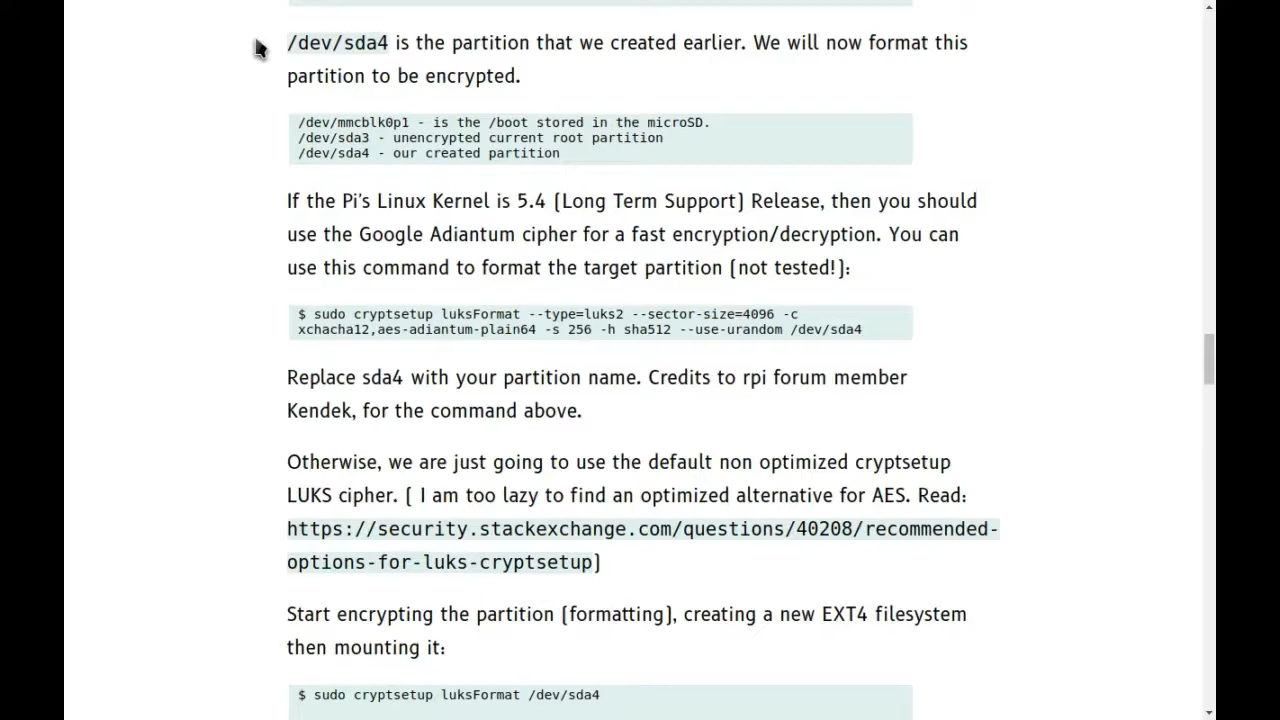 /dev/sda4 is the partition that we created earlier. We will now format this
partition to be encrypted.
/dev/mmcblk0p1 - is the /boot stored in the microSD.
/dev/sda3 - unencrypted current root partition
/dev/sda4 - our created partition
If the Pi's Linux Kernel is 5.4 (Long Term Support) Release, then you should
use the Google Adiantum cipher for a fast encryption/decryption. You can
use this command to format the target partition (not tested!):
$ sudo cryptsetup luksFormat --type=luks2 --sector-size=4096 -c
xchacha12,aes-adiantum-plain64 -s 256 -h sha512 --use-urandom /dev/sda4
Replace sda4 with your partition name. Credits to rpi forum member
Kendek, for the command above.
Otherwise, we are just going to use the default non optimized cryptsetup
LUKS cipher. ( I am too lazy to find an optimized alternative for AES. Read:
https://security.stackexchange.com/questions/40208/recommended-
options-for-luks-cryptsetup)
Start encrypting the partition (formatting), creating a new EXT4 filesystem
then mounting it:
$ sudo cryptsetup luksFormat /dev/sda4